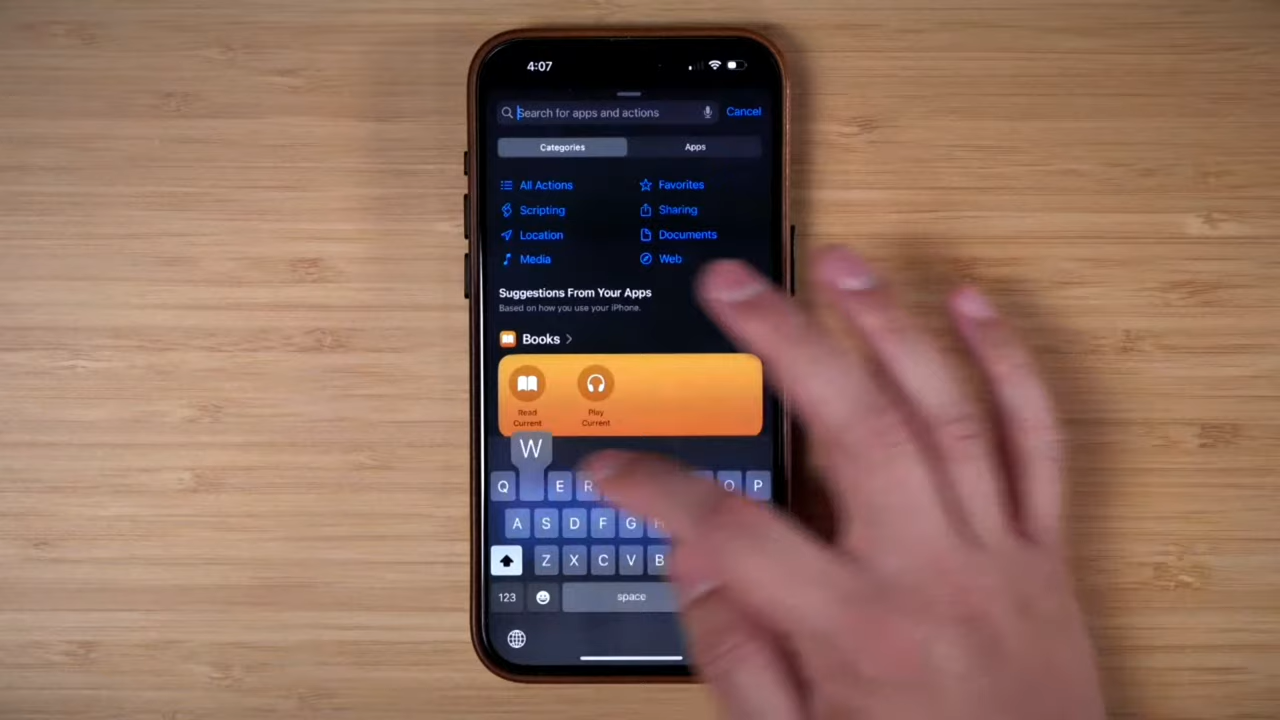 4:07
Search for apps and actions
Cancel
Categories Apps
All Actions Favorites
Scripting Sharing
Location Documents
Media Web
Suggestions From Your Apps
Based on how you use your iPhone.
Books
Read Current
Play Current
W
Q E R O P
A S D F G H
Z X C V B
123 space